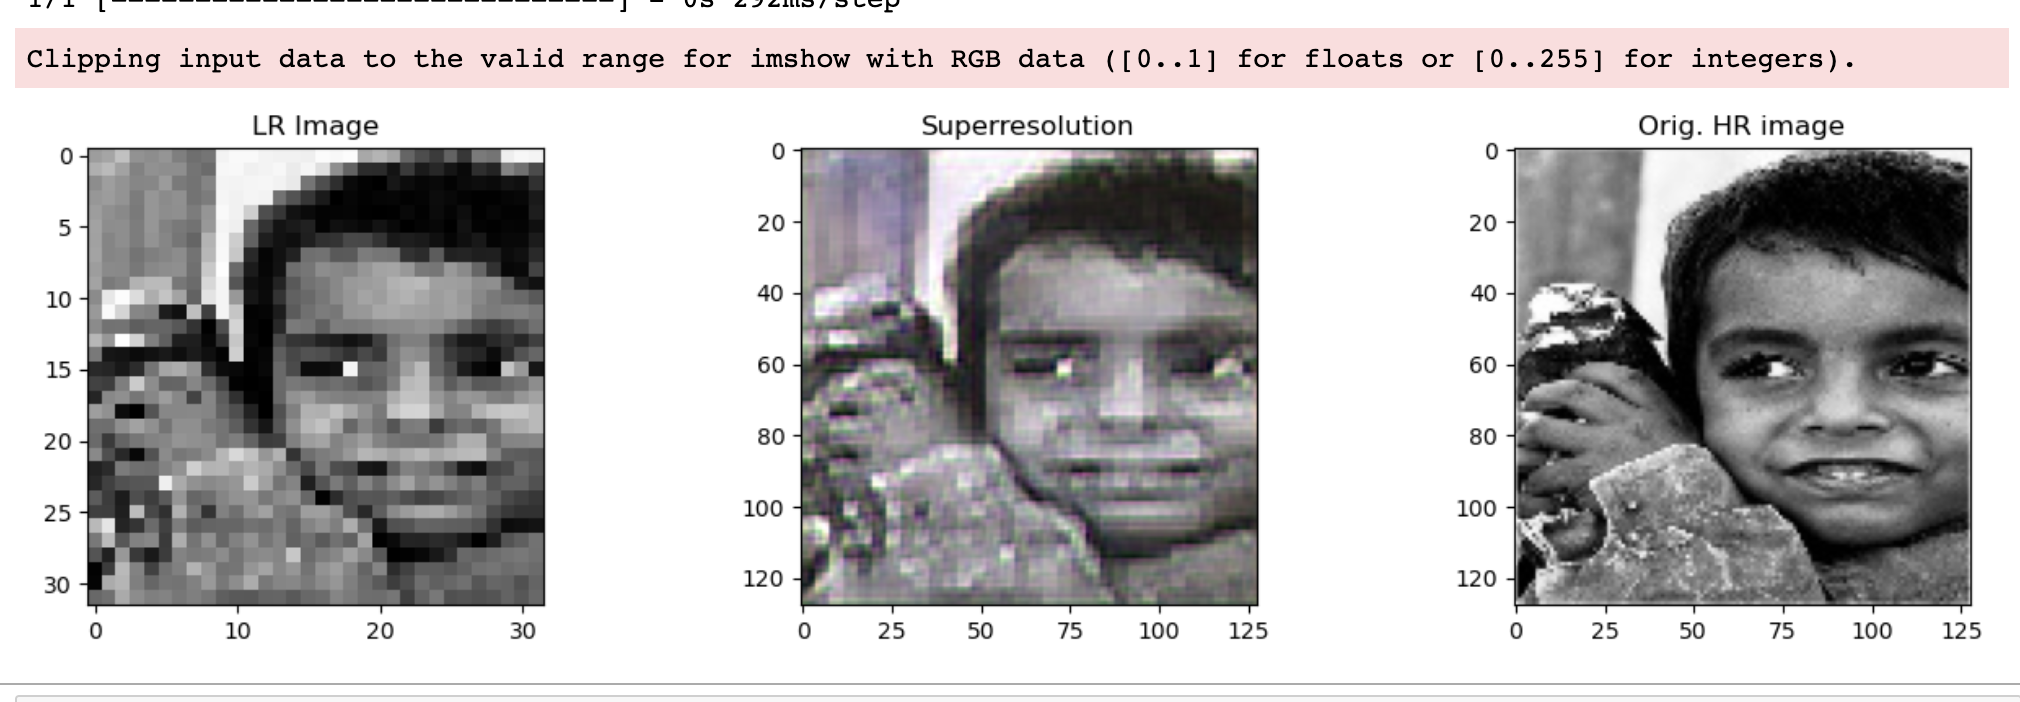 1/1 [==============================] - 0s 292ms/step
Clipping input data to the valid range for imshow with RGB data ([0..1] for floats or [0..255] for integers).
LR Image
0
5
10
15
20
25
30
0 10 20 30
Superresolution
0
20
40
60
80
100
120
0 25 50 75 100 125
Orig. HR image
0
20
40
60
80
100
120
0 25 50 75 100 125